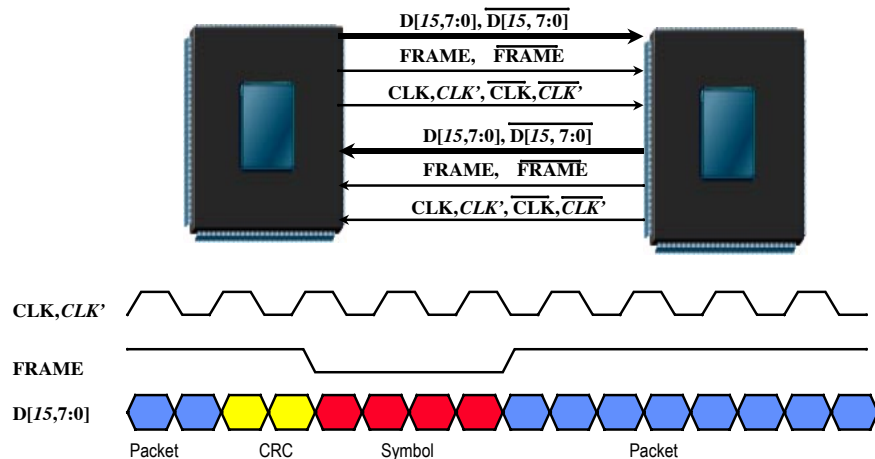 D[15,7:0], D[15, 7:0]
FRAME, FRAME
CLK,CLK', CLK,CLK'
D[15,7:0], D[15, 7:0]
FRAME, FRAME
CLK,CLK', CLK,CLK'
CLK,CLK'
FRAME
D[15,7:0]
Packet CRC Symbol Packet